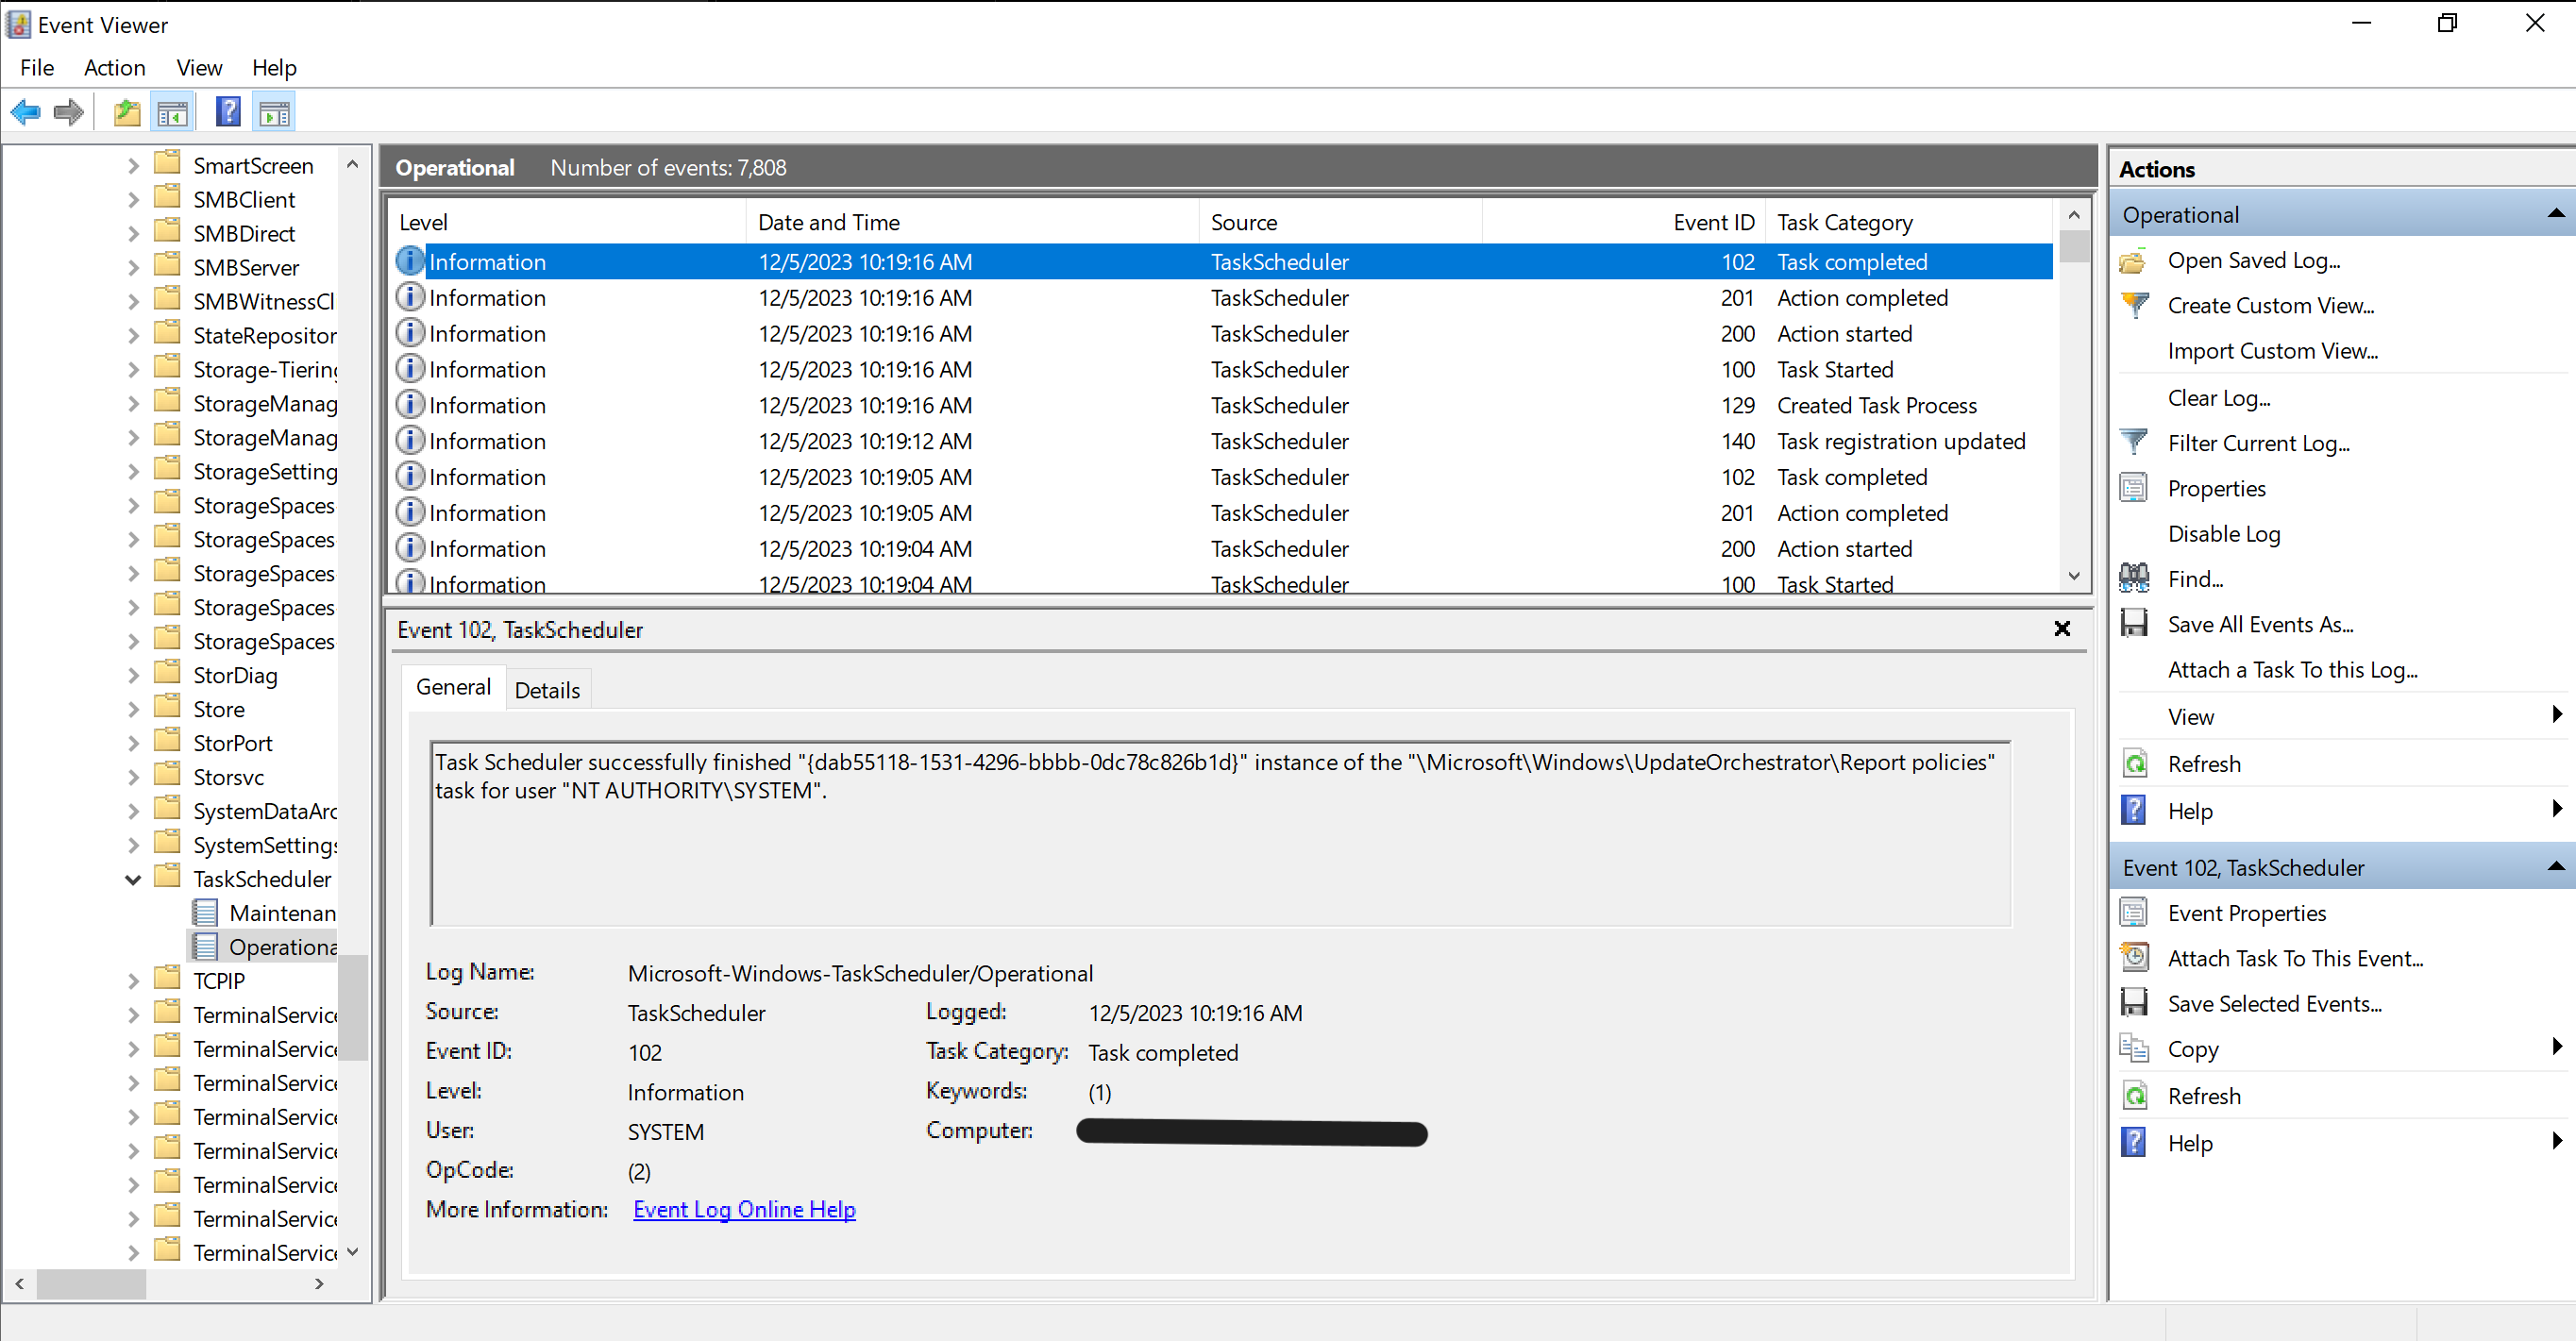 Event Viewer
File Action View Help
SmartScreen
SMBClient
SMBDirect
SMBServer
SMBWitnessCl
StateRepositor
Storage-Tiering
StorageManag
StorageManag
StorageSetting
StorageSpaces
StorageSpaces
StorageSpaces
StorageSpaces
StorageSpaces
StorDiag
Store
StorPort
Storsvc
SystemDataArc
SystemSettings
TaskScheduler
Maintenan
Operationa
TCPIP
TerminalService
TerminalService
TerminalService
TerminalService
TerminalService
TerminalService
TerminalService
TerminalService
Operational Number of events: 7,808
Level Date and Time Source Event ID Task Category
Information 12/5/2023 10:19:16 AM TaskScheduler 102 Task completed
Information 12/5/2023 10:19:16 AM TaskScheduler 201 Action completed
Information 12/5/2023 10:19:16 AM TaskScheduler 200 Action started
Information 12/5/2023 10:19:16 AM TaskScheduler 100 Task Started
Information 12/5/2023 10:19:16 AM TaskScheduler 129 Created Task Process
Information 12/5/2023 10:19:12 AM TaskScheduler 140 Task registration updated
Information 12/5/2023 10:19:05 AM TaskScheduler 102 Task completed
Information 12/5/2023 10:19:05 AM TaskScheduler 201 Action completed
Information 12/5/2023 10:19:04 AM TaskScheduler 200 Action started
Information 12/5/2023 10:19:04 AM TaskScheduler 100 Task Started
Event 102, TaskScheduler
General Details
Task Scheduler successfully finished "{dab55118-1531-4296-bbbb-0dc78c826b1d}" instance of the "\Microsoft\Windows\UpdateOrchestrator\Report policies"
task for user "NT AUTHORITY\SYSTEM".
Log Name: Microsoft-Windows-TaskScheduler/Operational
Source: TaskScheduler Logged: 12/5/2023 10:19:16 AM
Event ID: 102 Task Category: Task completed
Level: Information Keywords: (1)
User: SYSTEM Computer:
OpCode: (2)
More Information: Event Log Online Help
Actions
Operational
Open Saved Log...
Create Custom View...
Import Custom View...
Clear Log...
Filter Current Log...
Properties
Disable Log
Find...
Save All Events As...
Attach a Task To this Log...
View
Refresh
Help
Event 102, TaskScheduler
Event Properties
Attach Task To This Event...
Save Selected Events...
Copy
Refresh
Help